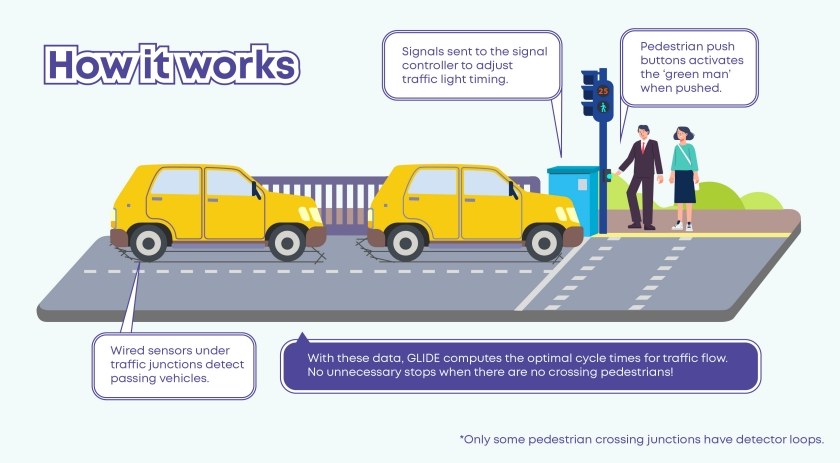 How it works
Signals sent to the signal
controller to adjust
traffic light timing.
Pedestrian push
buttons activates
the ‘green man’
when pushed.
25
Wired sensors under
traffic junctions detect
passing vehicles.
With these data, GLIDE computes the optimal cycle times for traffic flow.
No unnecessary stops when there are no crossing pedestrians!
*Only some pedestrian crossing junctions have detector loops.